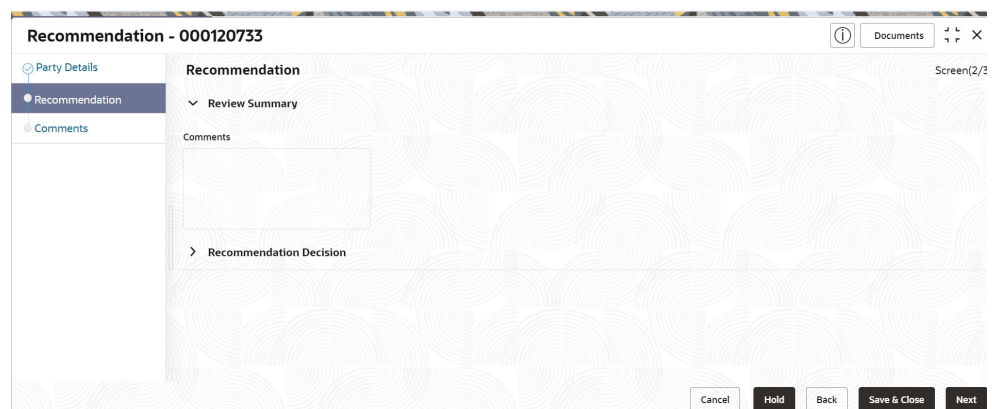 Recommendation - 000120733
Documents
Party Details
Recommendation
Comments
Recommendation
Screen(2/3
Review Summary
Comments
Recommendation Decision
Cancel
Hold
Back
Save & Close
Next